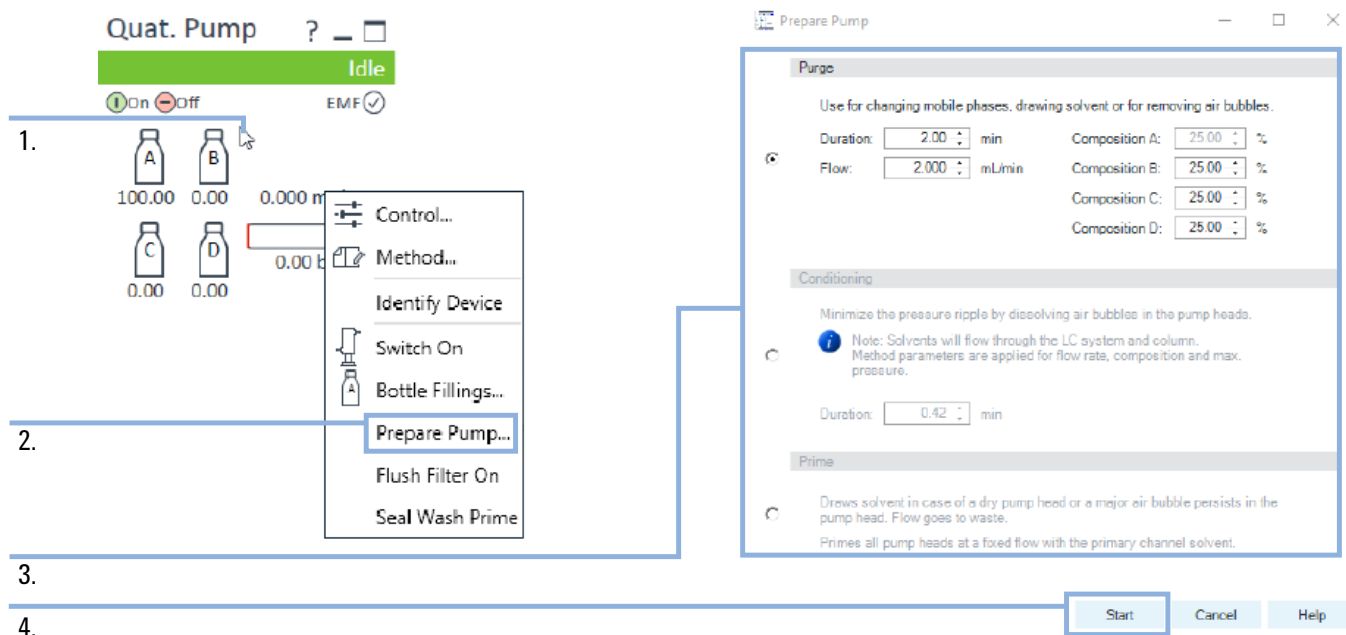 Quat. Pump ?
Idle
On Off EMF
1.
A B
100.00 0.00 0.000 m
C D
0.00 b
0.00 0.00
Control...
Method...
Identify Device
Switch On
A Bottle Fillings...
2.
Prepare Pump...
Flush Filter On
Seal Wash Prime
3.
4.
Prepare Pump
Purge
Use for changing mobile phases, drawing solvent or for removing air bubbles.
Duration: 2.00 min Composition A: 25.00 %
Flow: 2.000 mL/min Composition B: 25.00 %
Composition C: 25.00 %
Composition D: 25.00 %
Conditioning
Minimize the pressure ripple by dissolving air bubbles in the pump heads.
i Note: Solvents will flow through the LC system and column.
Method parameters are applied for flow rate, composition and max.
pressure.
Duration: 0.42 min
Prime
Draws solvent in case of a dry pump head or a major air bubble persists in the
pump head. Flow goes to waste.
Primes all pump heads at a fixed flow with the primary channel solvent.
Start Cancel Help